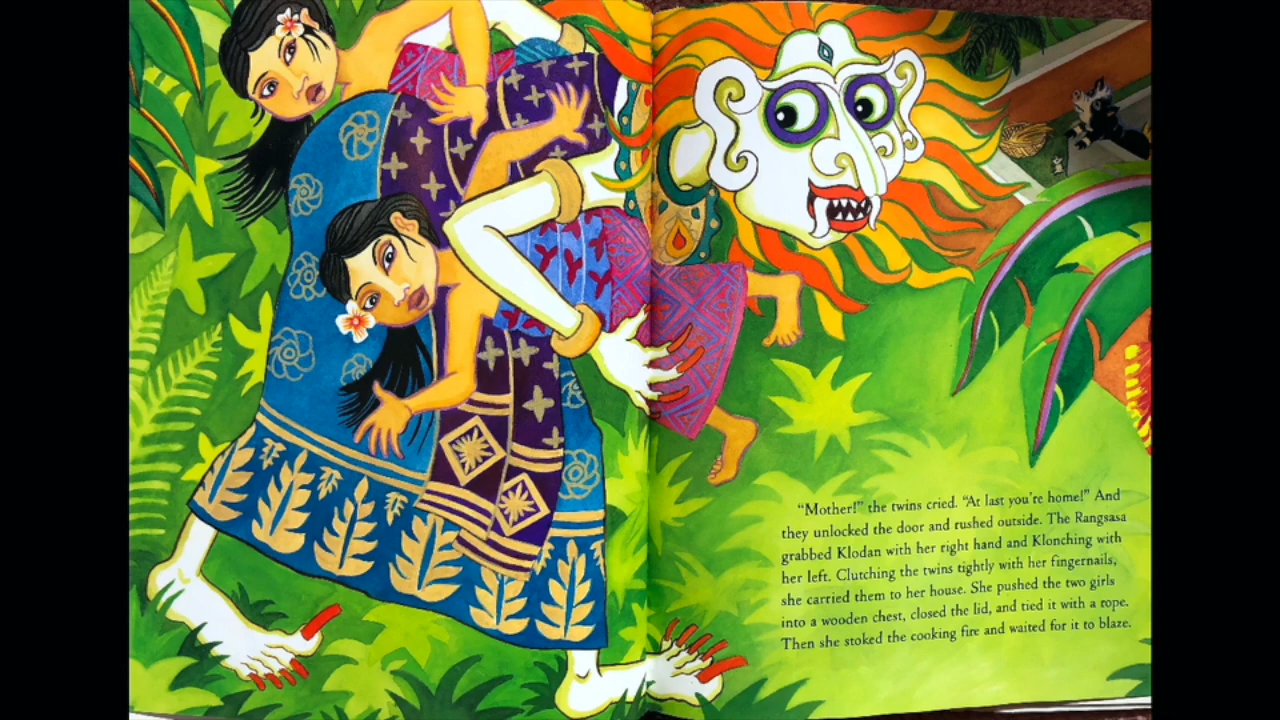 “Mother!” the twins cried. “At last you’re home!” And
they unlocked the door and rushed outside. The Rangsasa
grabbed Klodan with her right hand and Klonching with
her left. Clutching the twins tightly with her fingernails,
she carried them to her house. She pushed the two girls
into a wooden chest, closed the lid, and tied it with a rope.
Then she stoked the cooking fire and waited for it to blaze.